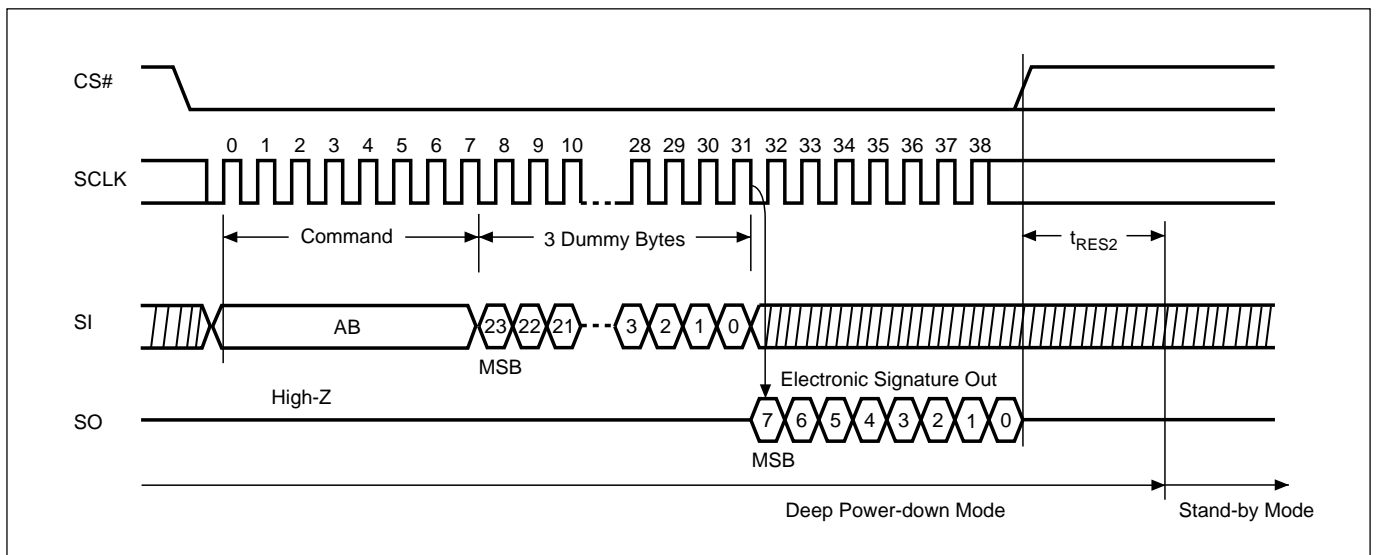 CS#
0 1 2 3 4 5 6 7 8 9 10 28 29 30 31 32 33 34 35 36 37 38
SCLK
Command 3 Dummy Bytes tRES2
SI AB 23 22 21 3 2 1 0
MSB
High-Z Electronic Signature Out
SO 7 6 5 4 3 2 1 0
MSB
Deep Power-down Mode Stand-by Mode